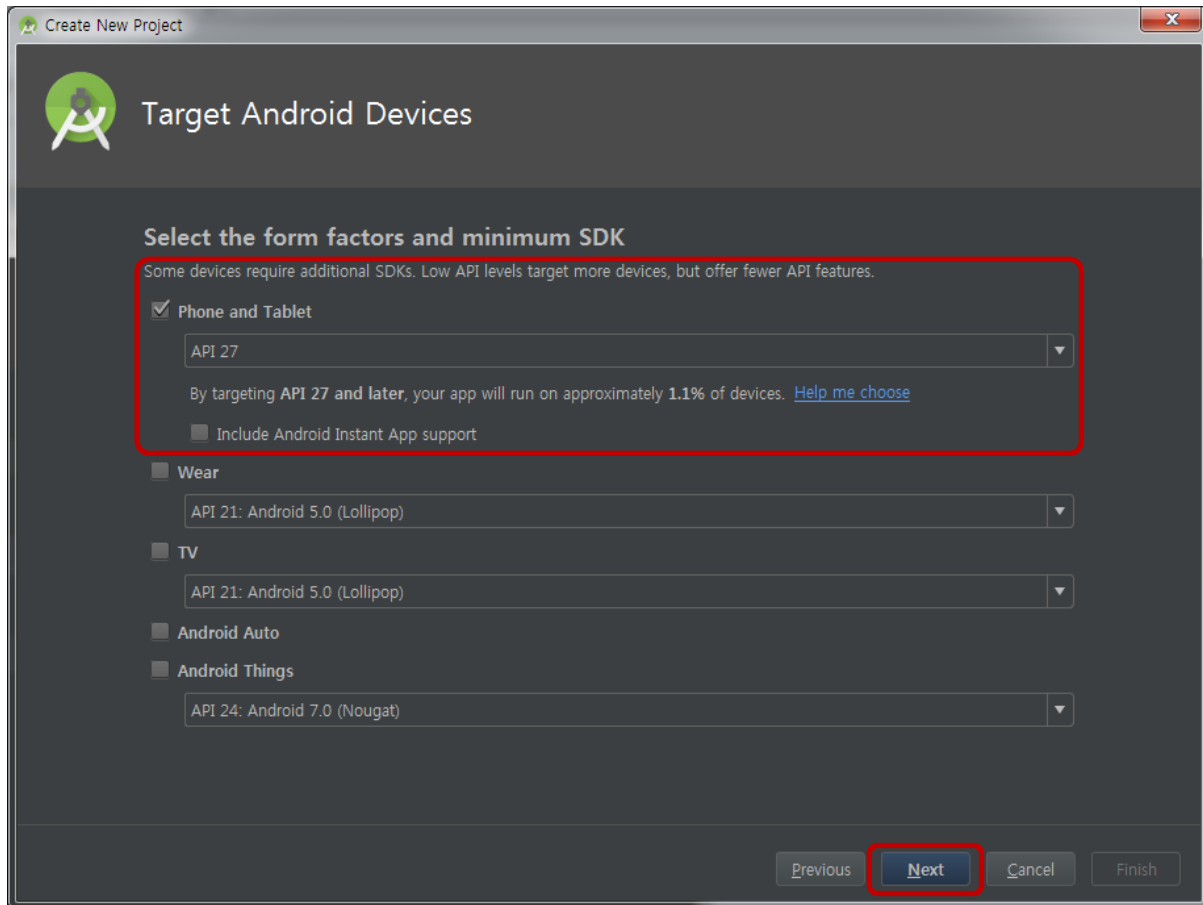 Create New Project
Target Android Devices
Select the form factors and minimum SDK
Some devices require additional SDKs. Low API levels target more devices, but offer fewer API features.
Phone and Tablet
API 27
By targeting API 27 and later, your app will run on approximately 1.1% of devices. Help me choose
Include Android Instant App support
Wear
API 21: Android 5.0 (Lollipop)
TV
API 21: Android 5.0 (Lollipop)
Android Auto
Android Things
API 24: Android 7.0 (Nougat)
Previous Next Cancel Finish